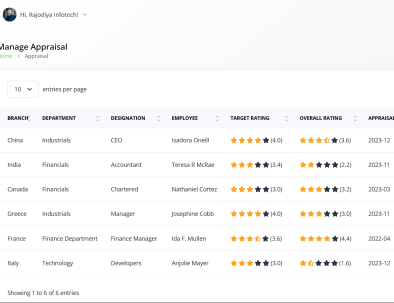 Hi, Rajodiya Infotech!
Manage Appraisal
Home > Appraisal
10 entries per page
BRANCH DEPARTMENT DESIGNATION EMPLOYEE TARGET RATING OVERALL RATING APPRAISAL
China Industrials CEO Isadora Oneill (4.0) (3.6) 2023-12
India Financials Accountant Teresa R McRae (3.4) (2.2) 2023-11
Canada Financials Chartered Nathaniel Cortez (3.0) (3.2) 2023-03
Greece Industrials Manager Josephine Cobb (4.0) (3.0) 2023-11
France Finance Department Finance Manager Ida F. Mullen (3.6) (4.4) 2022-04
Italy Technology Developers Anjolie Mayer (3.0) (1.6) 2023-12
Showing 1 to 6 of 6 entries